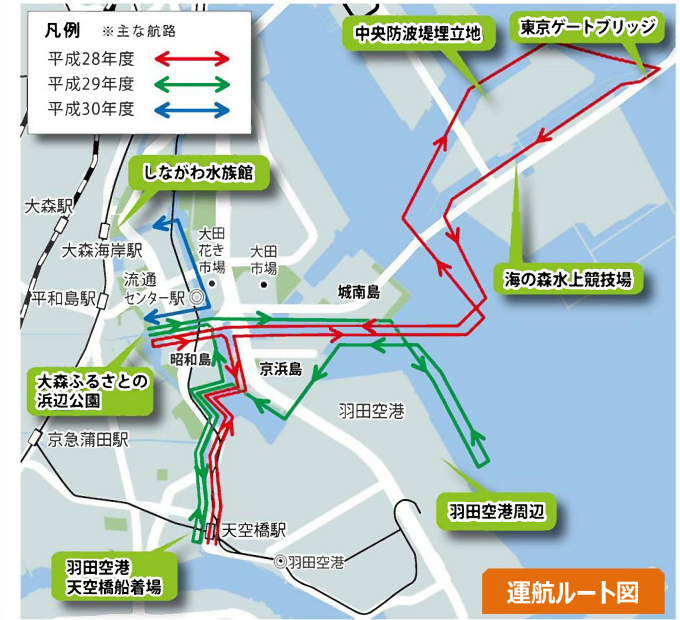 凡例 ※主な航路
平成28年度
平成29年度
平成30年度
中央防波堤埋立地
東京ゲートブリッジ
しながわ水族館
大森駅
大森海岸駅
大田
花き
市場
大田
市場
流通
センター駅
平和島駅
城南島
海の森水上競技場
昭和島
京浜島
大森ふるさとの
浜辺公園
羽田空港
京急蒲田駅
羽田空港周辺
天空橋駅
羽田空港
天空橋船着場
羽田空港
運航ルート図